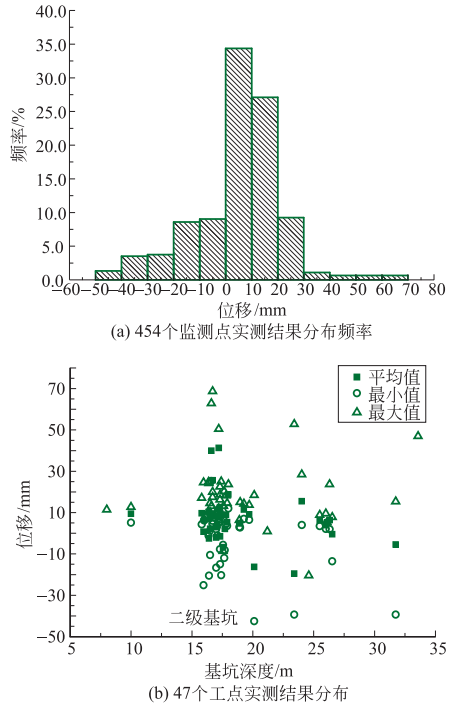 40.0
35.0
30.0
25.0
20.0
15.0
10.0
5.0
0.0
频率/%
−60 −50 −40 −30 −20 −10 0 10 20 30 40 50 60 70 80
位移/mm
(a) 454个监测点实测结果分布频率
平均值
最小值
最大值
70
50
30
10
−10
−30
−50
位移/mm
二级基坑
5 10 15 20 25 30 35
基坑深度/m
(b) 47个工点实测结果分布